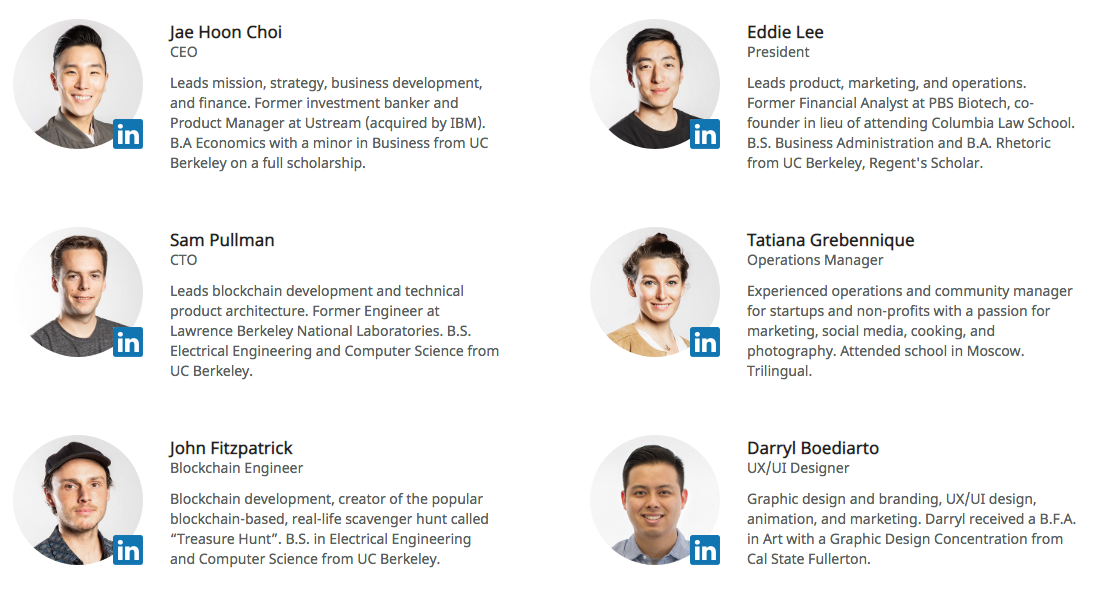 Jae Hoon Choi
CEO
Leads mission, strategy, business development,
and finance. Former investment banker and
Product Manager at Ustream (acquired by IBM).
B.A Economics with a minor in Business from UC
Berkeley on a full scholarship.
in
Eddie Lee
President
Leads product, marketing, and operations.
Former Financial Analyst at PBS Biotech, co-
founder in lieu of attending Columbia Law School.
B.S. Business Administration and B.A. Rhetoric
from UC Berkeley, Regent's Scholar.
in
Sam Pullman
CTO
Leads blockchain development and technical
product architecture. Former Engineer at
Lawrence Berkeley National Laboratories. B.S.
Electrical Engineering and Computer Science from
UC Berkeley.
in
Tatiana Grebennique
Operations Manager
Experienced operations and community manager
for startups and non-profits with a passion for
marketing, social media, cooking, and
photography. Attended school in Moscow.
Trilingual.
in
John Fitzpatrick
Blockchain Engineer
Blockchain development, creator of the popular
blockchain-based, real-life scavenger hunt called
“Treasure Hunt”. B.S. in Electrical Engineering
and Computer Science from UC Berkeley.
in
Darryl Boediarto
UX/UI Designer
Graphic design and branding, UX/UI design,
animation, and marketing. Darryl received a B.F.A.
in Art with a Graphic Design Concentration from
Cal State Fullerton.
in